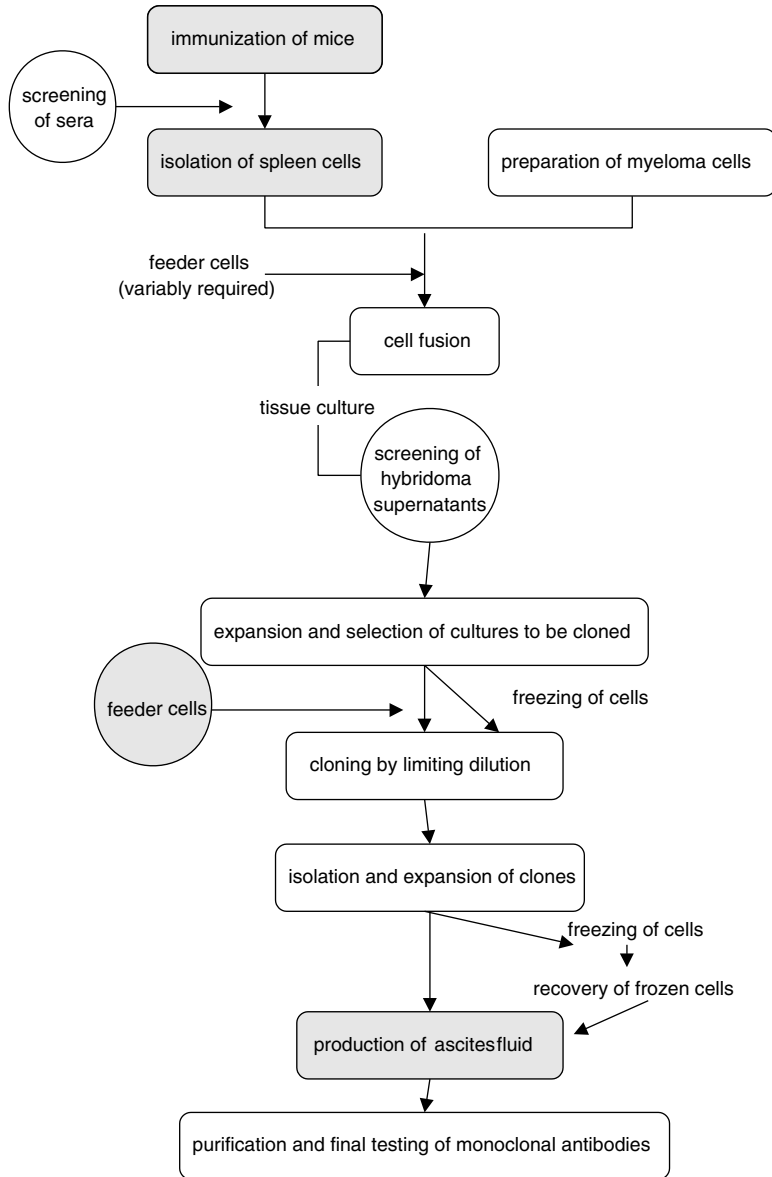 immunization of mice
screening
of sera
isolation of spleen cells
preparation of myeloma cells
feeder cells
(variably required)
cell fusion
tissue culture
screening of
hybridoma
supernatants
expansion and selection of cultures to be cloned
feeder cells
freezing of cells
cloning by limiting dilution
isolation and expansion of clones
freezing of cells
recovery of frozen cells
production of ascites fluid
purification and final testing of monoclonal antibodies